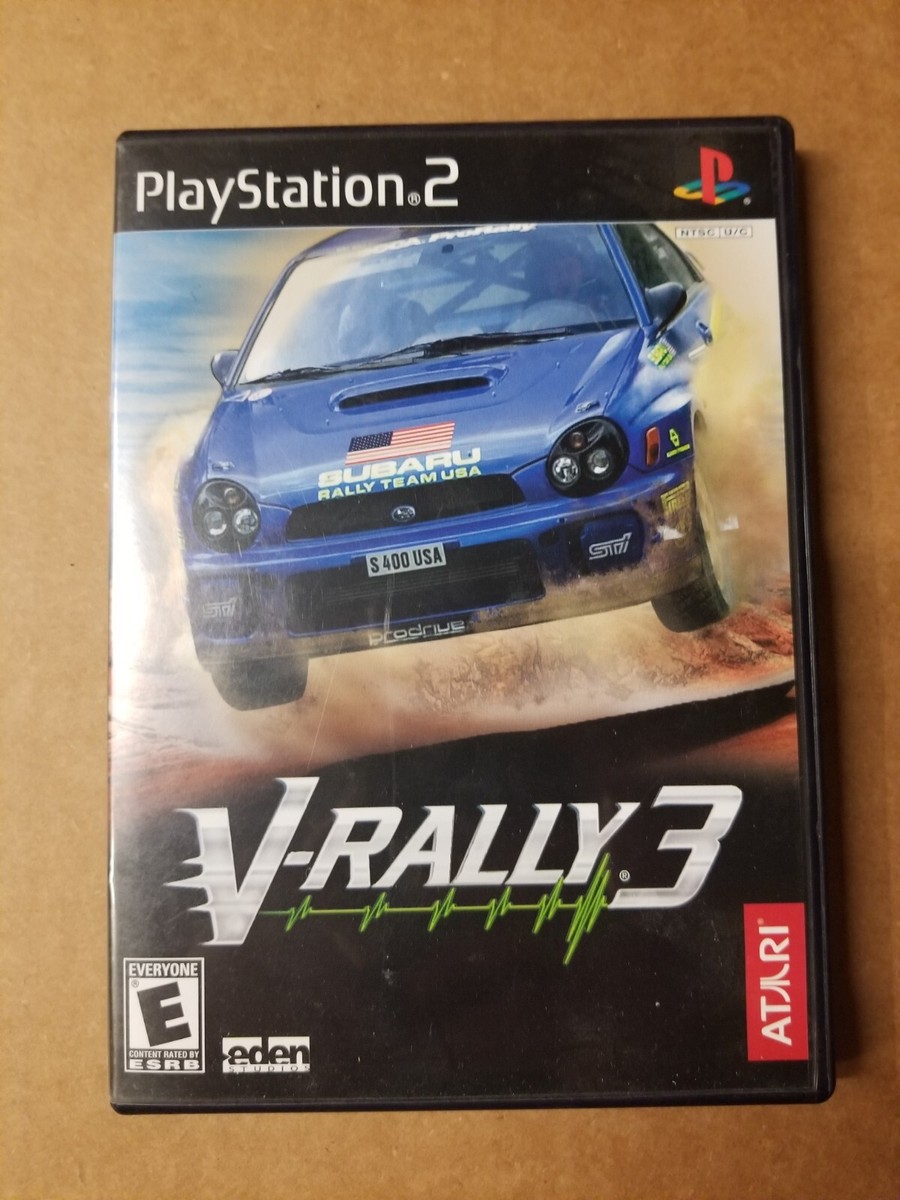 PlayStation®2
NTSC U/C
ProRally
SUBARU
RALLY TEAM USA
STi
S 400 USA
STi
prodrive
V-RALLY 3
®
EVERYONE
®
E
CONTENT RATED BY
ESRB
eden
STUDIOS
ATARI®